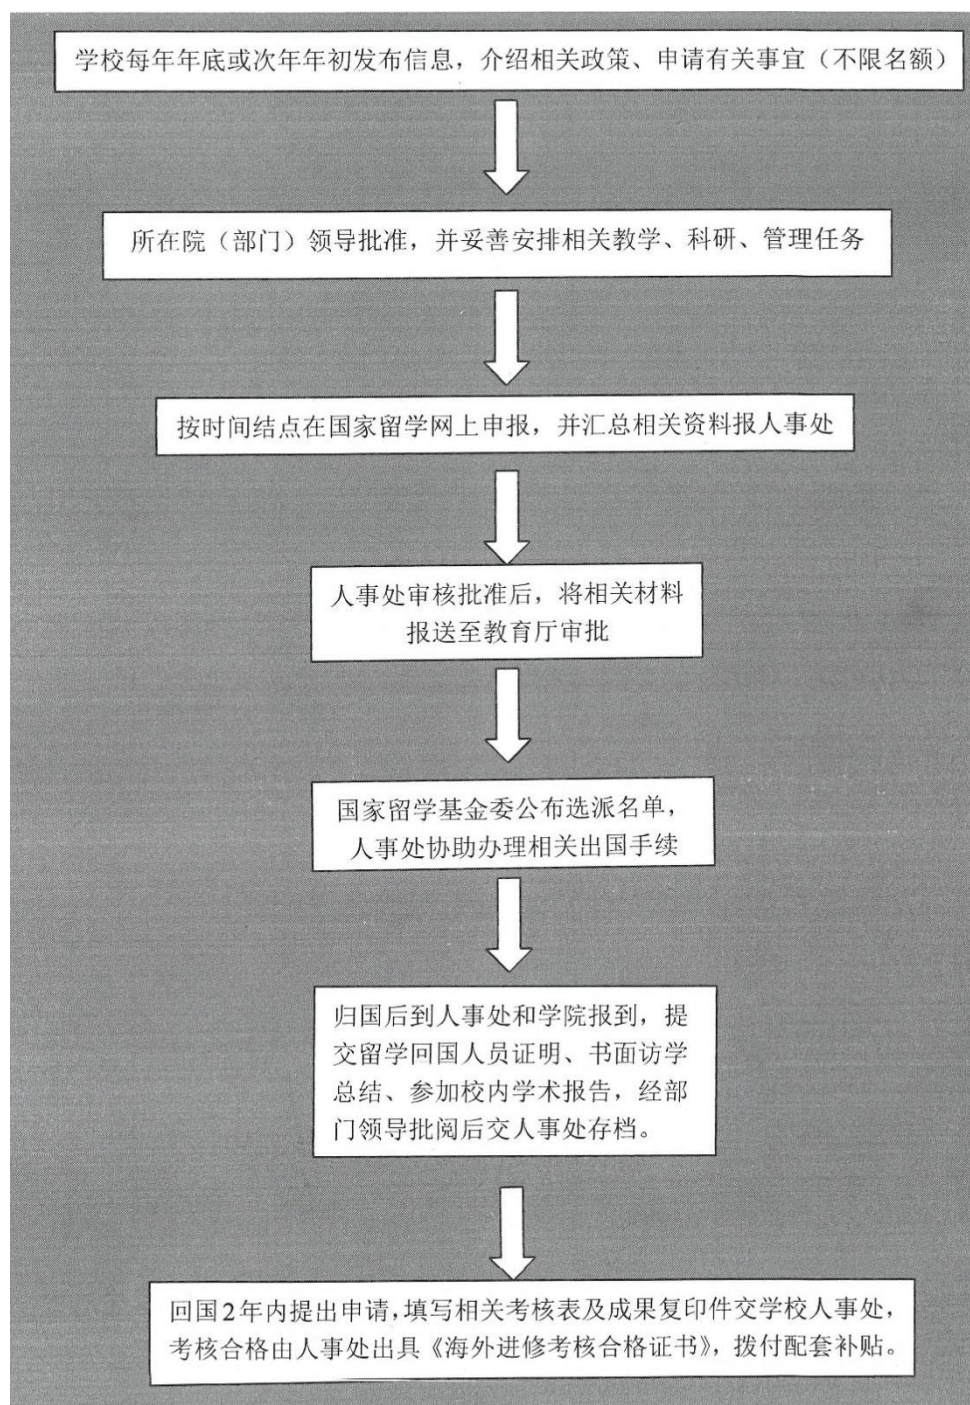 学校每年年底或次年年初发布信息，介绍相关政策、申请有关事宜（不限名额）
所在院（部门）领导批准，并妥善安排相关教学、科研、管理任务
按时间结点在国家留学网上申报，并汇总相关资料报人事处
人事处审核批准后，将相关材料
报送至教育厅审批
国家留学基金委公布选派名单，
人事处协助办理相关出国手续
归国后到人事处和学院报到，提
交留学回国人员证明、书面访学
总结、参加校内学术报告，经部
门领导批阅后交人事处存档。
回国2年内提出申请，填写相关考核表及成果复印件交学校人事处，
考核合格由人事处出具《海外进修考核合格证书》，拨付配套补贴。